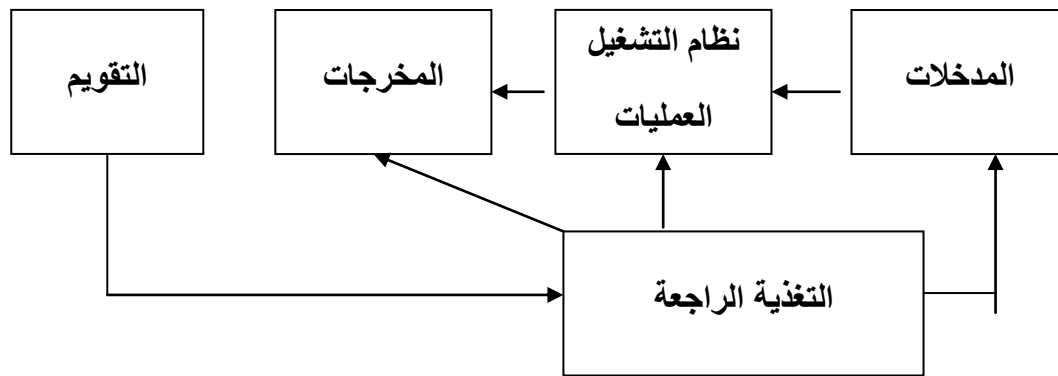 المدخلات
نظام التشغيل
العمليات
المخرجات
التقويم
التغذية الراجعة